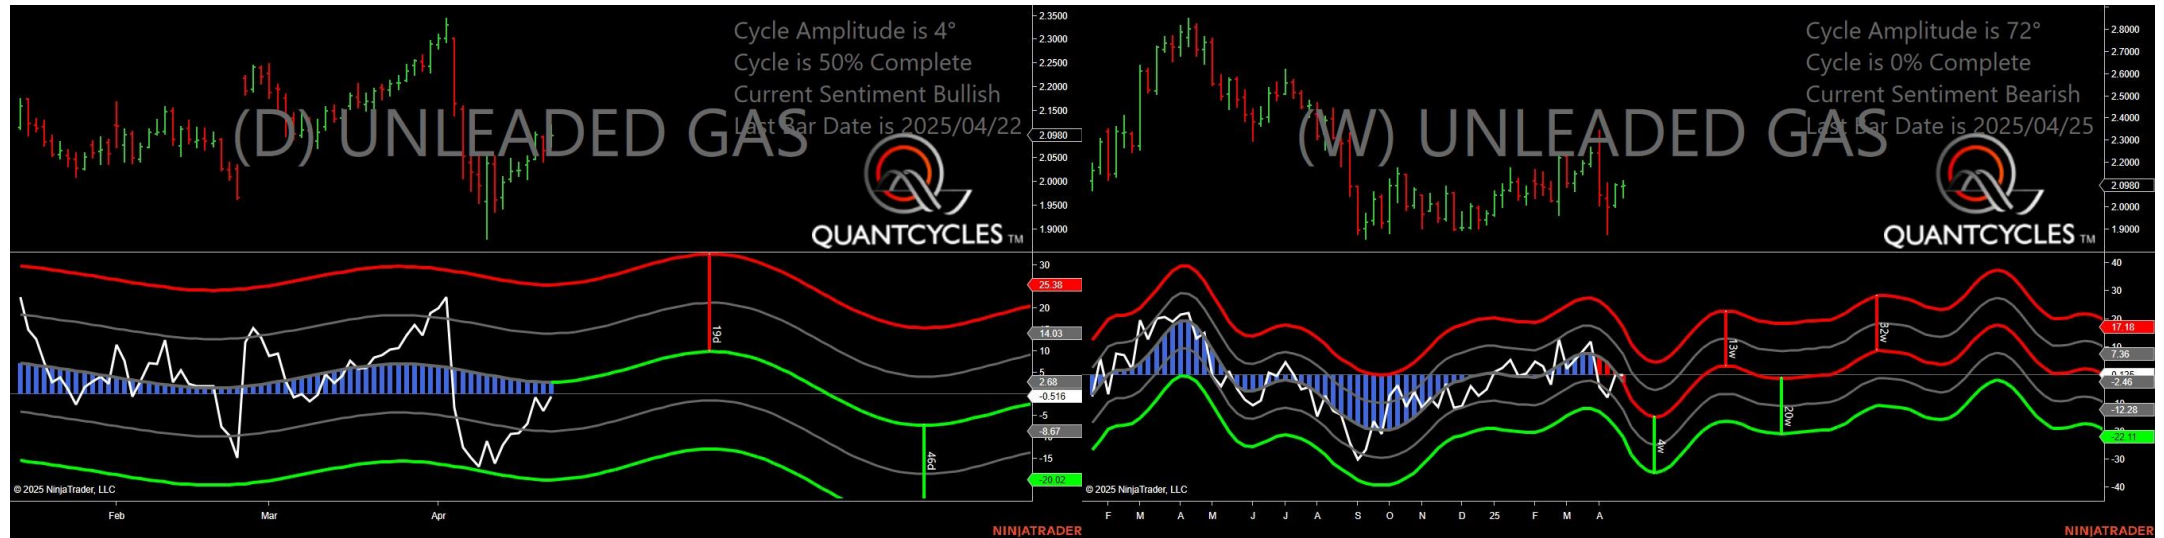 Cycle Amplitude is 4°
Cycle is 50% Complete
Current Sentiment Bullish
Last Bar Date is 2025/04/22
(D) UNLEADED GAS
QUANTCYCLES TM
2.3500
2.3000
2.2500
2.2000
2.1500
2.0980
2.0500
2.0000
1.9500
1.9000
30
25.38
20
14.03
10
5
2.68
-0.516
-5
-8.67
-15
-20.02
19d
46d
© 2025 NinjaTrader, LLC
Feb
Mar
Apr
NINJATRADER
Cycle Amplitude is 72°
Cycle is 0% Complete
Current Sentiment Bearish
Last Bar Date is 2025/04/25
(W) UNLEADED GAS
QUANTCYCLES TM
2.8000
2.7000
2.6000
2.5000
2.4000
2.3000
2.2000
2.0980
2.0000
1.9000
40
30
20
17.18
7.36
-2.46
-12.28
-22.11
-30
-40
4w
13w
20w
32w
© 2025 NinjaTrader, LLC
F
M
A
M
J
J
A
S
O
N
D
25
F
M
A
NINJATRADER